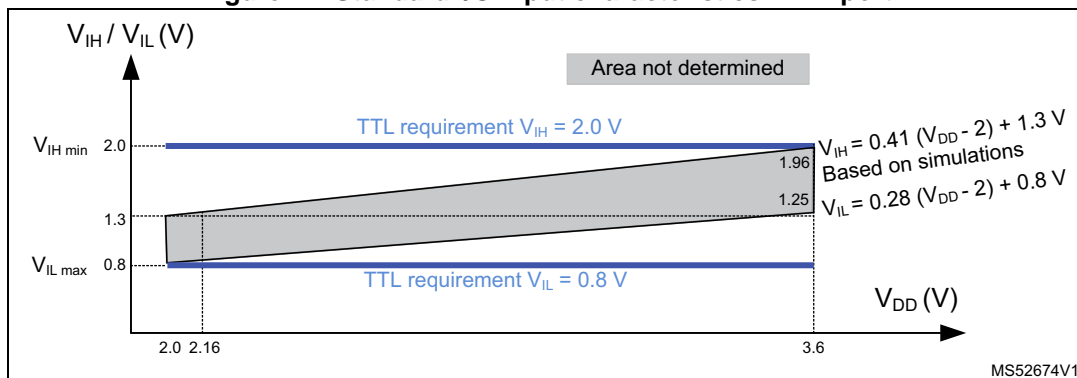 V_IH / V_IL (V)
Area not determined
TTL requirement V_IH = 2.0 V
V_IH min 2.0
V_IH = 0.41 (V_DD - 2) + 1.3 V
1.96
Based on simulations
1.25
V_IL = 0.28 (V_DD - 2) + 0.8 V
1.3
V_IL max 0.8
TTL requirement V_IL = 0.8 V
V_DD (V)
2.0 2.16 3.6
MS52674V1